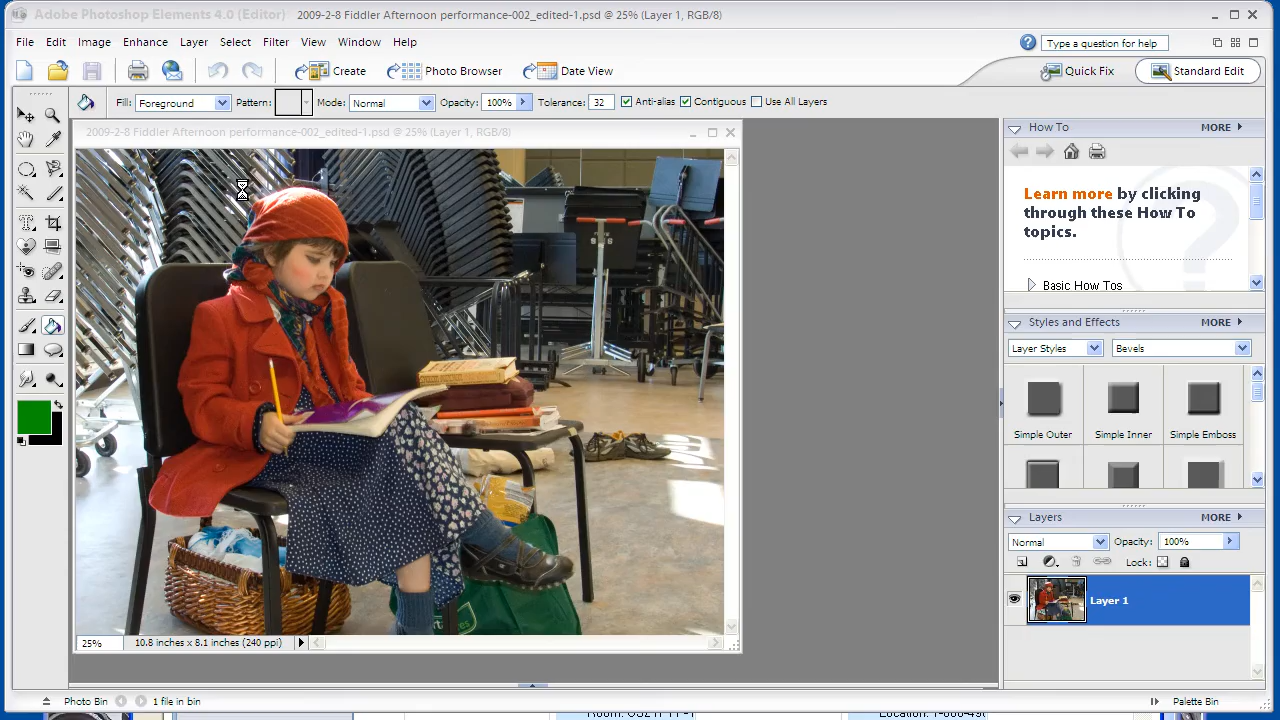 Adobe Photoshop Elements 4.0 (Editor) 2009-2-8 Fiddler Afternoon performance-002_edited-1.psd @ 25% (Layer 1, RGB/8)
File Edit Image Enhance Layer Select Filter View Window Help Type a question for help
Create Photo Browser Date View Quick Fix Standard Edit
Fill: Foreground Pattern: Mode: Normal Opacity: 100% Tolerance: 32 Anti-alias Contiguous Use All Layers
2009-2-8 Fiddler Afternoon performance-002_edited-1.psd @ 25% (Layer 1, RGB/8)
How To MORE
Learn more by clicking
through these How To
topics.
Basic How Tos
Styles and Effects MORE
Layer Styles Bevels
Simple Outer Simple Inner Simple Emboss
Layers MORE
Normal Opacity: 100%
Lock:
Layer 1
25% 10.8 inches x 8.1 inches (240 ppi)
Photo Bin 1 file in bin Palette Bin